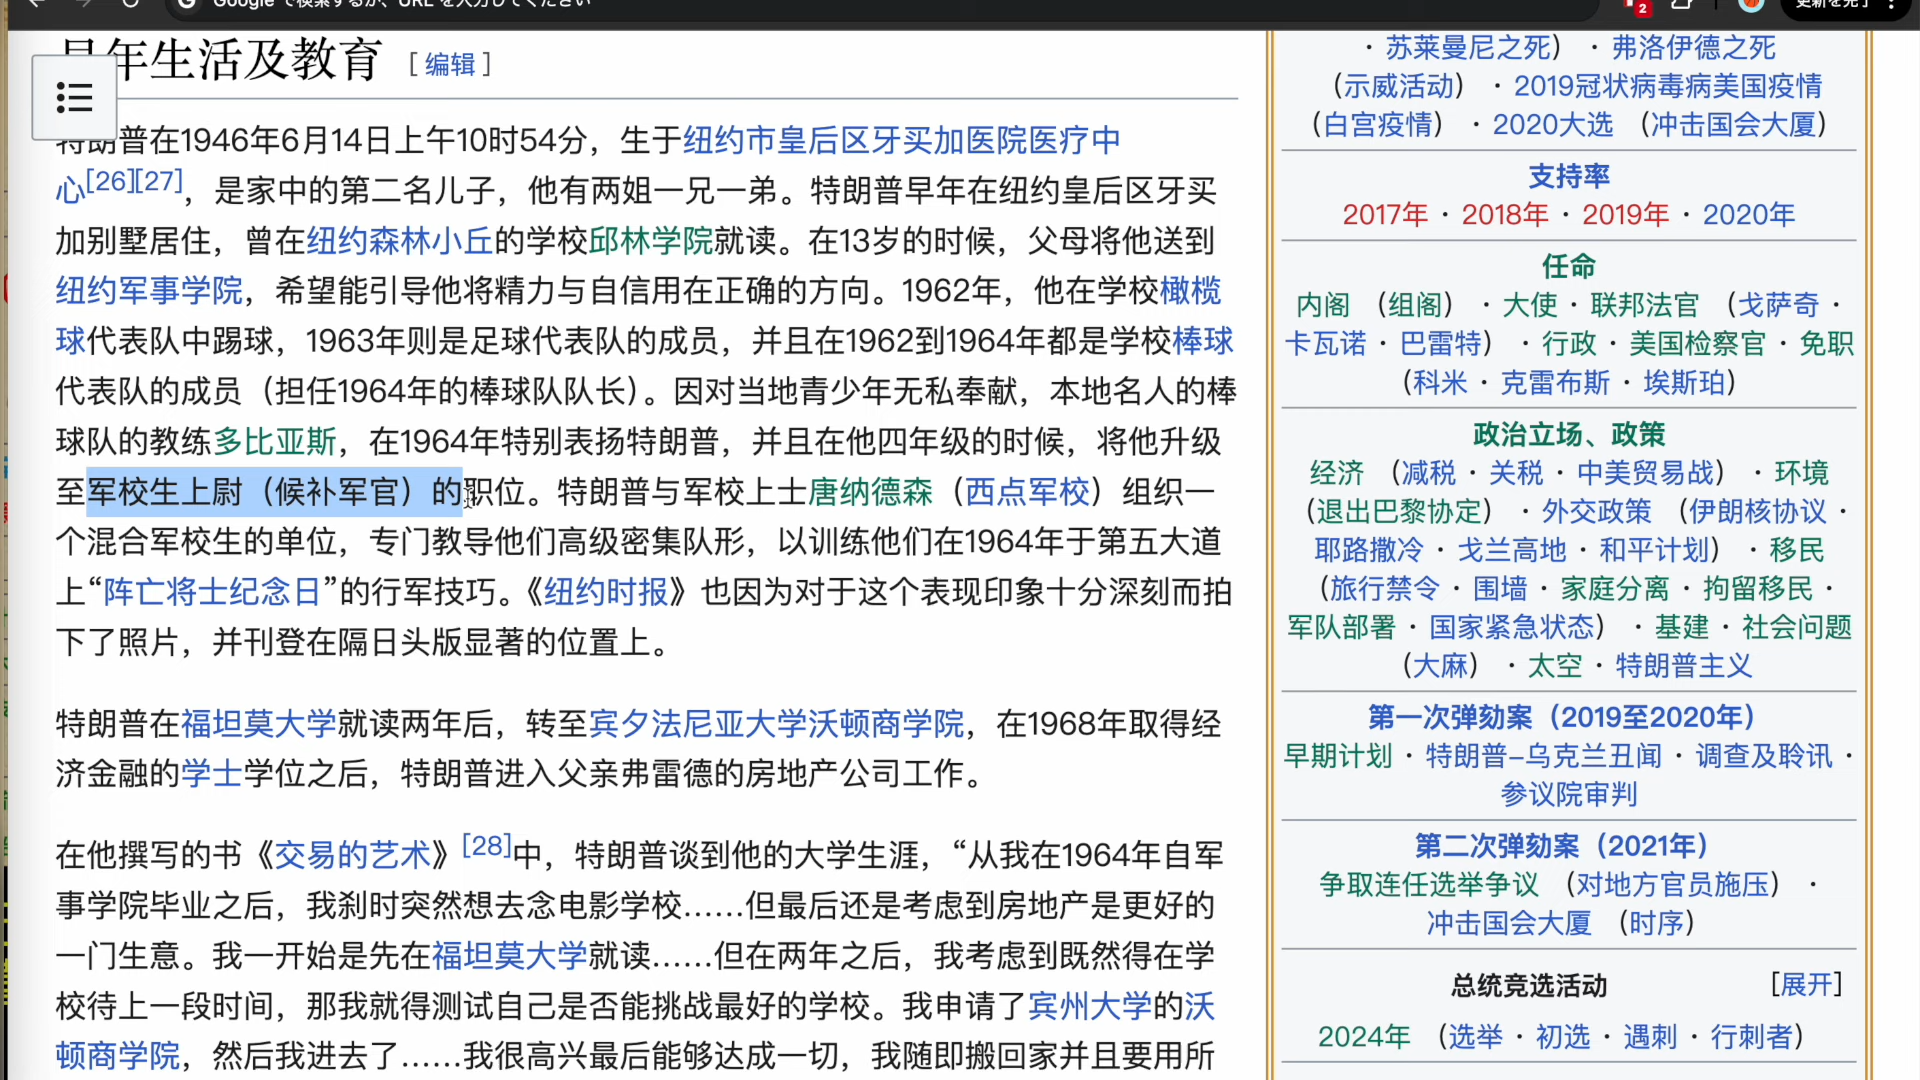 Google で検索するか、URL を入力してください
2
更新を完了
早年生活及教育 [ 编辑 ]
特朗普在1946年6月14日上午10时54分，生于纽约市皇后区牙买加医院医疗中
心[26][27]，是家中的第二名儿子，他有两姐一兄一弟。特朗普早年在纽约皇后区牙买
加别墅居住，曾在纽约森林小丘的学校邱林学院就读。在13岁的时候，父母将他送到
纽约军事学院，希望能引导他将精力与自信用在正确的方向。1962年，他在学校橄榄
球代表队中踢球，1963年则是足球代表队的成员，并且在1962到1964年都是学校棒球
代表队的成员（担任1964年的棒球队队长）。因对当地青少年无私奉献，本地名人的棒
球队的教练多比亚斯，在1964年特别表扬特朗普，并且在他四年级的时候，将他升级
至军校生上尉（候补军官）的职位。特朗普与军校上士唐纳德森（西点军校）组织一
个混合军校生的单位，专门教导他们高级密集队形，以训练他们在1964年于第五大道
上“阵亡将士纪念日”的行军技巧。《纽约时报》也因为对于这个表现印象十分深刻而拍
下了照片，并刊登在隔日头版显著的位置上。
特朗普在福坦莫大学就读两年后，转至宾夕法尼亚大学沃顿商学院，在1968年取得经
济金融的学士学位之后，特朗普进入父亲弗雷德的房地产公司工作。
在他撰写的书《交易的艺术》[28]中，特朗普谈到他的大学生涯，“从我在1964年自军
事学院毕业之后，我刹时突然想去念电影学校……但最后还是考虑到房地产是更好的
一门生意。我一开始是先在福坦莫大学就读……但在两年之后，我考虑到既然得在学
校待上一段时间，那我就得测试自己是否能挑战最好的学校。我申请了宾州大学的沃
顿商学院，然后我进去了……我很高兴最后能够达成一切，我随即搬回家并且要用所
· 苏莱曼尼之死） · 弗洛伊德之死
（示威活动） · 2019冠状病毒病美国疫情
（白宫疫情） · 2020大选 （冲击国会大厦）
支持率
2017年 · 2018年 · 2019年 · 2020年
任命
内阁 （组阁） · 大使 · 联邦法官 （戈萨奇 ·
卡瓦诺 · 巴雷特） · 行政 · 美国检察官 · 免职
（科米 · 克雷布斯 · 埃斯珀）
政治立场、政策
经济 （减税 · 关税 · 中美贸易战） · 环境
（退出巴黎协定） · 外交政策 （伊朗核协议 ·
耶路撒冷 · 戈兰高地 · 和平计划） · 移民
（旅行禁令 · 围墙 · 家庭分离 · 拘留移民 ·
军队部署 · 国家紧急状态） · 基建 · 社会问题
（大麻） · 太空 · 特朗普主义
第一次弹劾案（2019至2020年）
早期计划 · 特朗普–乌克兰丑闻 · 调查及聆讯 ·
参议院审判
第二次弹劾案（2021年）
争取连任选举争议 （对地方官员施压） ·
冲击国会大厦 （时序）
总统竞选活动 [展开]
2024年 （选举 · 初选 · 遇刺 · 行刺者）